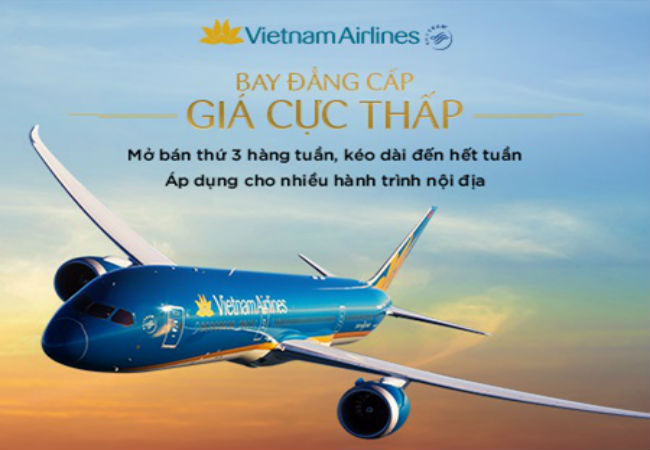 Vietnam Airlines
BAY ĐẲNG CẤP
GIÁ CỰC THẤP
Mở bán thứ 3 hàng tuần, kéo dài đến hết tuần
Áp dụng cho nhiều hành trình nội địa
Vietnam Airlines